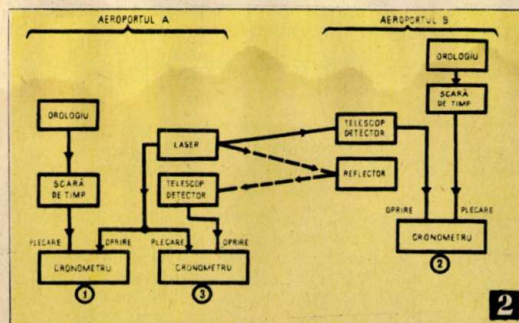 AEROPORTUL A
AEROPORTUL B
OROLOGIU
SCARĂ
DE TIMP
OROLOGIU
LASER
TELESCOP
DETECTOR
SCARĂ
DE TIMP
TELESCOP
DETECTOR
REFLECTOR
PLECARE
OPRIRE
PLECARE
OPRIRE
OPRIRE
PLECARE
CRONOMETRU
CRONOMETRU
CRONOMETRU
1
3
2
2